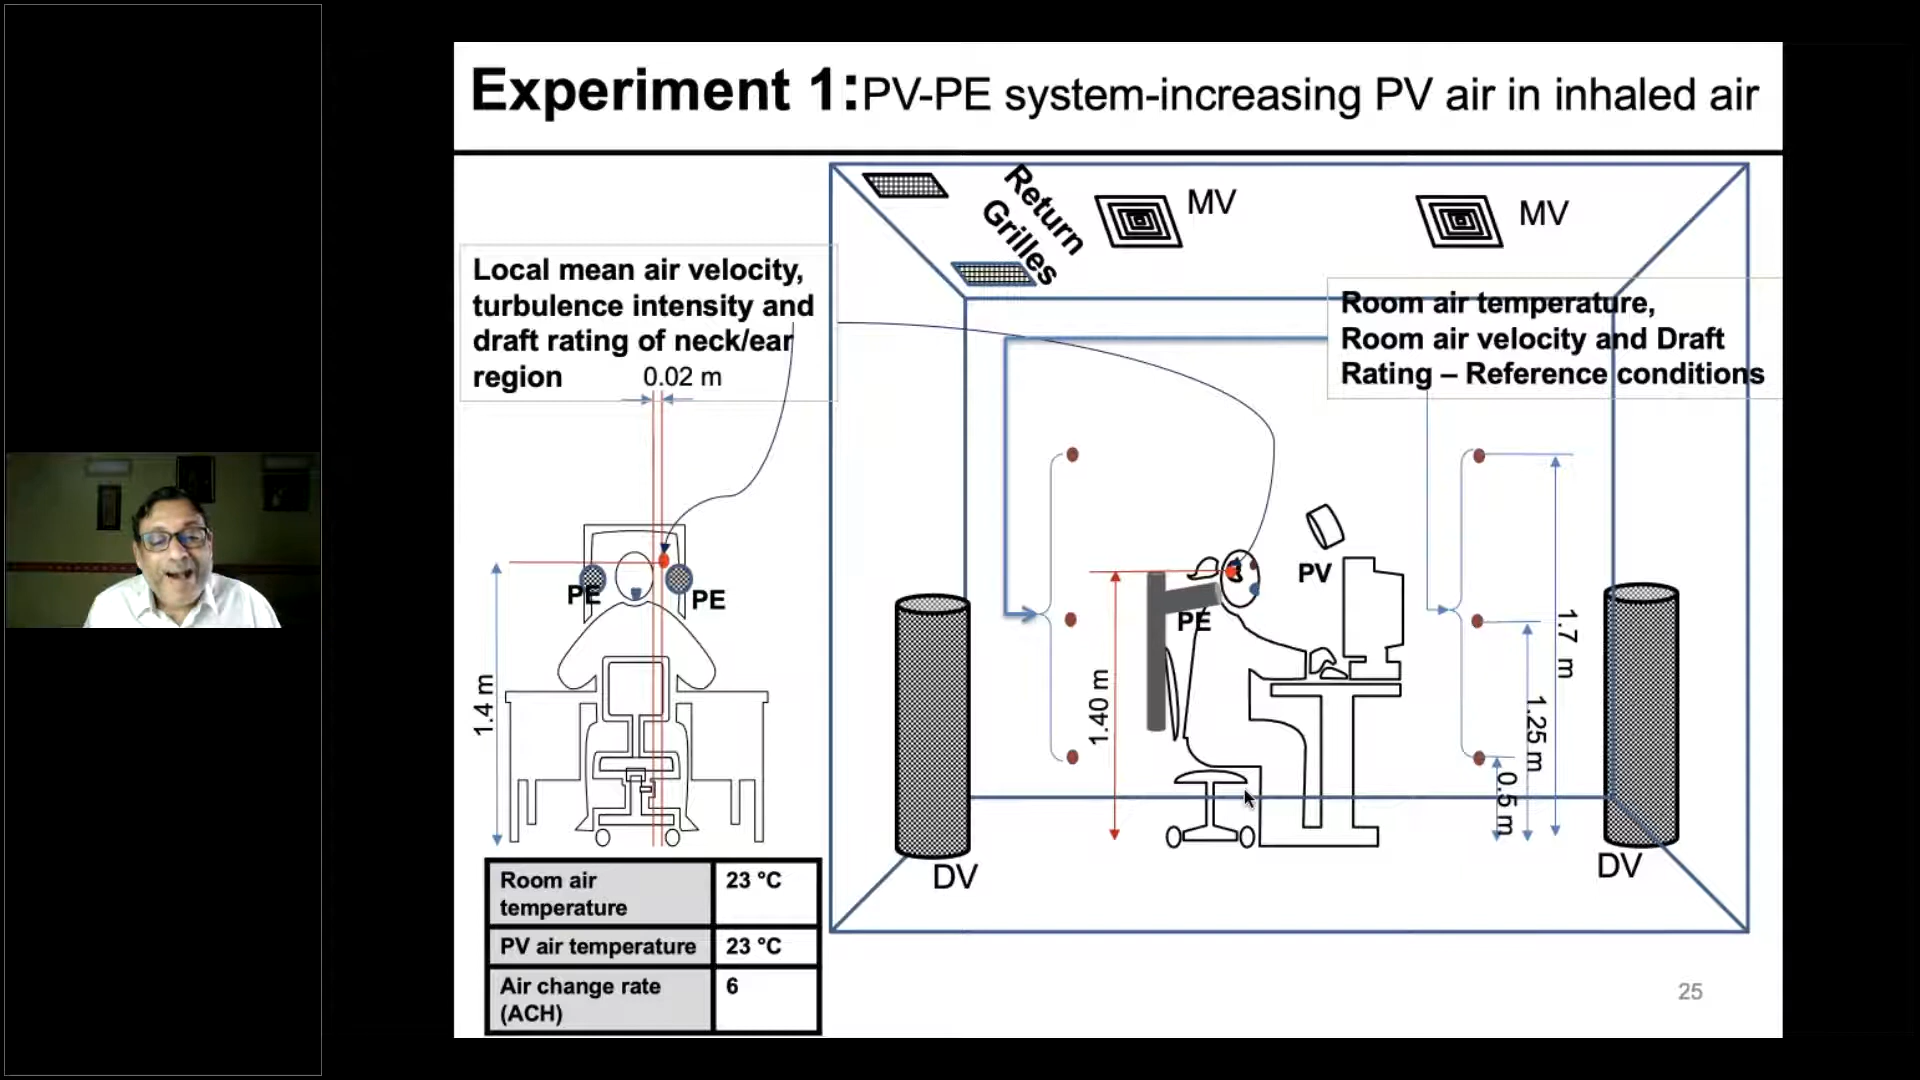 Experiment 1:PV-PE system-increasing PV air in inhaled air
Return
Grilles
MV
MV
Local mean air velocity,
turbulence intensity and
draft rating of neck/ear
region
0.02 m
Room air temperature,
Room air velocity and Draft
Rating – Reference conditions
PE
PE
1.4 m
PV
PE
1.40 m
1.7 m
1.25 m
0.5 m
DV
DV
Room air
temperature
23 °C
PV air temperature
23 °C
Air change rate
(ACH)
6
25